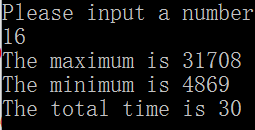 Please input a number
16
The maximum is 31708
The minimum is 4869
The total time is 30